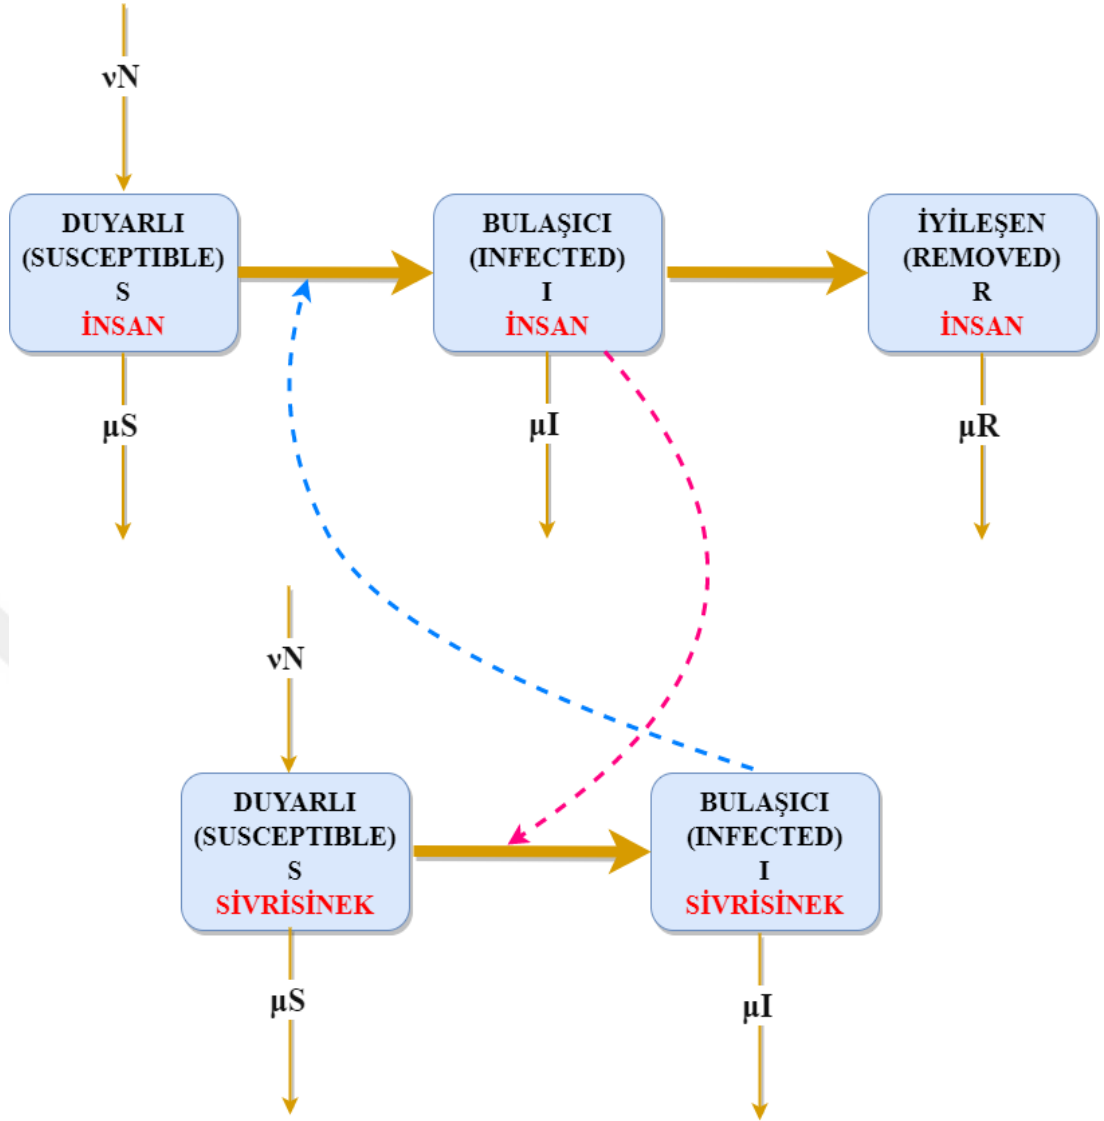 νN
DUYARLI
(SUSCEPTIBLE)
S
İNSAN
BULAŞICI
(INFECTED)
I
İNSAN
İYİLEŞEN
(REMOVED)
R
İNSAN
μS
μI
μR
νN
DUYARLI
(SUSCEPTIBLE)
S
SİVRİSİNEK
BULAŞICI
(INFECTED)
I
SİVRİSİNEK
μS
μI